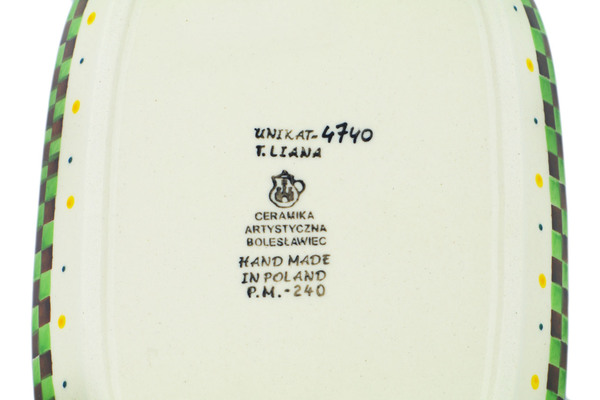 UNIKAT-4740
T. LIANA
CERAMIKA
ARTYSTYCZNA
BOLESŁAWIEC
HAND MADE
IN POLAND
P.M.-240